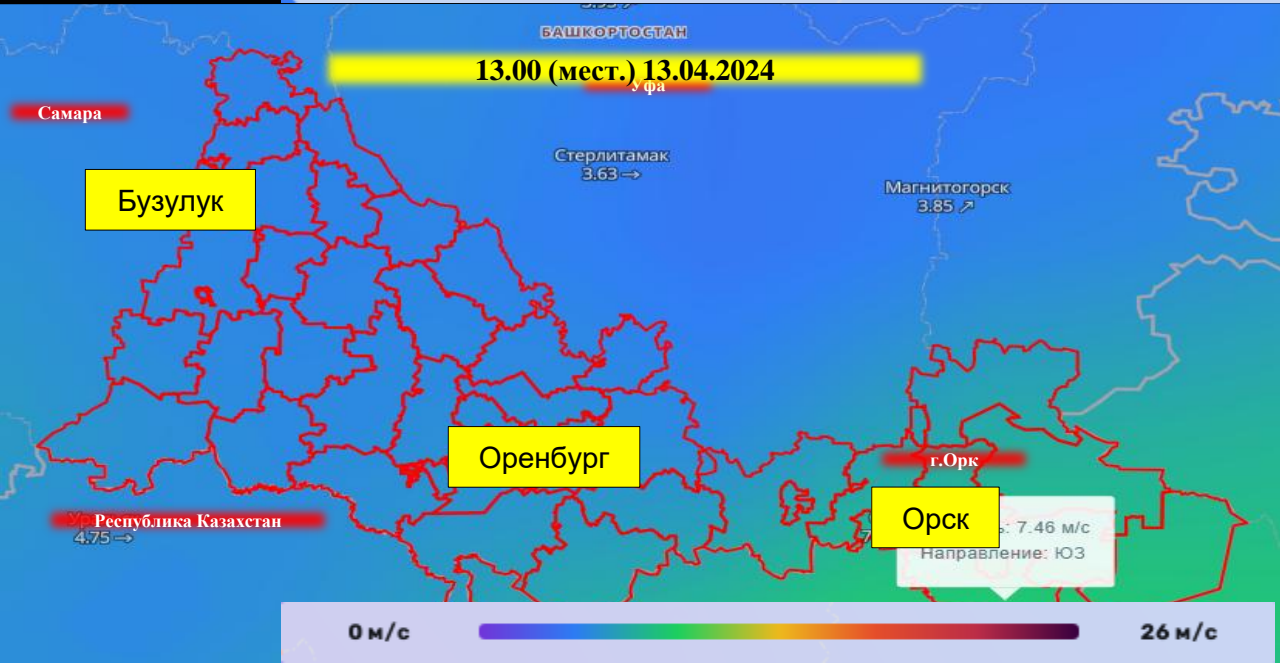 БАШКОРТОСТАН
13.00 (мест.) 13.04.2024
Уфа
Самара
Стерлитамак
3.63 →
Магнитогорск
3.85 ↗
Бузулук
Оренбург
г.Орк
Орск
: 7.46 м/с
Направление: ЮЗ
Республика Казахстан
4.75 →
0 м/с
26 м/с